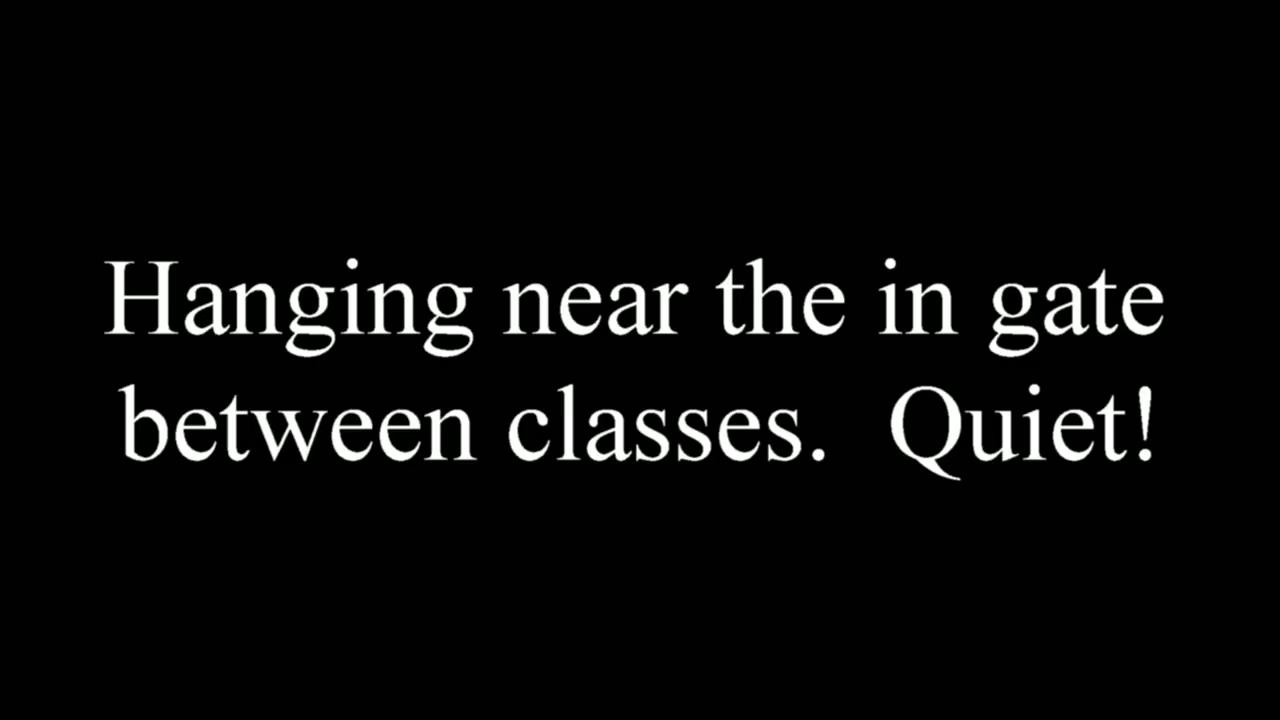 Hanging near the in gate
between classes.  Quiet!